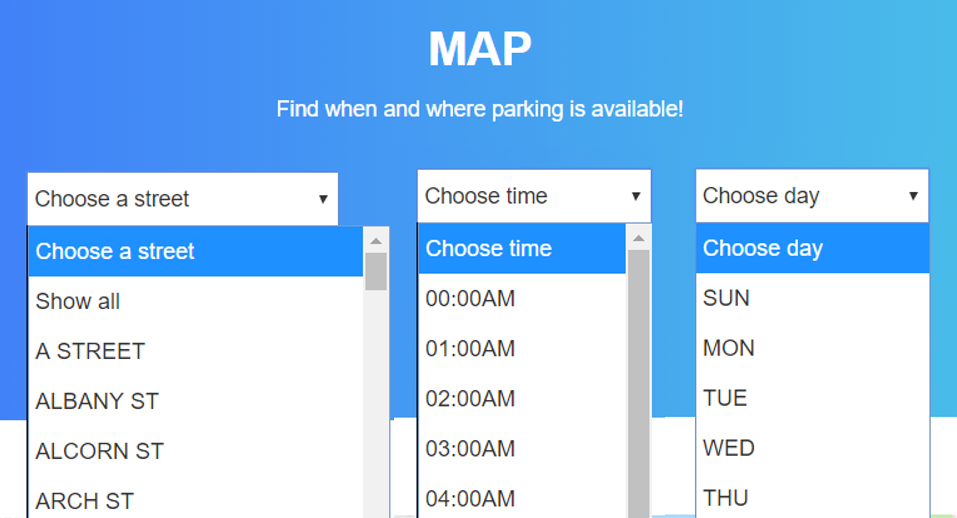 MAP
Find when and where parking is available!
Choose a street
Choose time
Choose day
Choose a street
Show all
A STREET
ALBANY ST
ALCORN ST
ARCH ST
Choose time
00:00AM
01:00AM
02:00AM
03:00AM
04:00AM
Choose day
SUN
MON
TUE
WED
THU